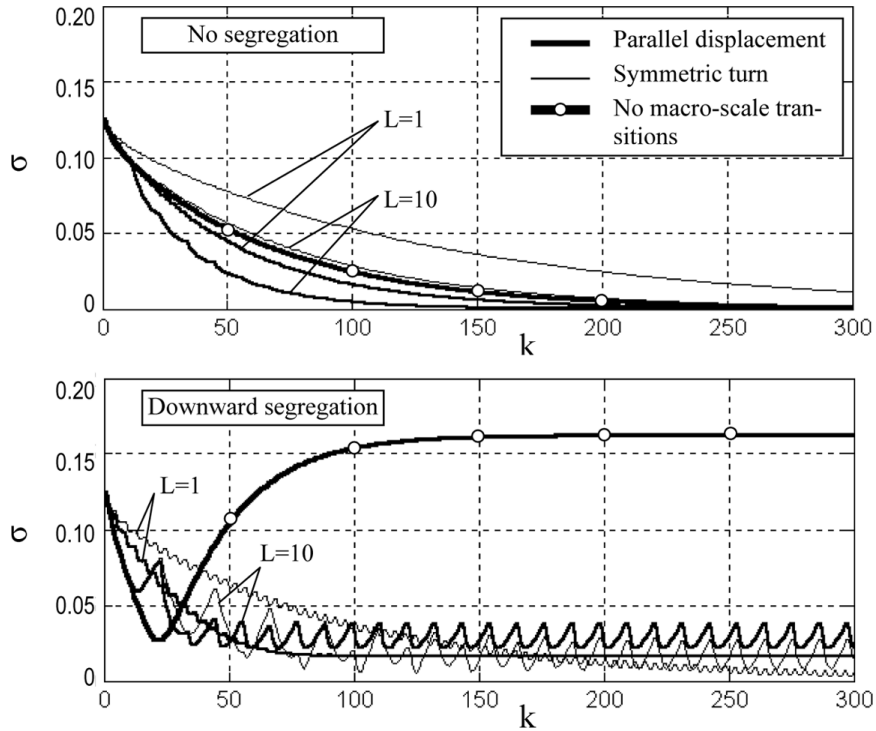 0.20
No segregation
Parallel displacement
Symmetric turn
No macro-scale tran-
sitions
0.15
L=1
σ
0.10
L=10
0.05
0
0 50 100 150 200 250 300
k
0.20
Downward segregation
0.15
L=1
σ
0.10
L=10
0.05
0
0 50 100 150 200 250 300
k